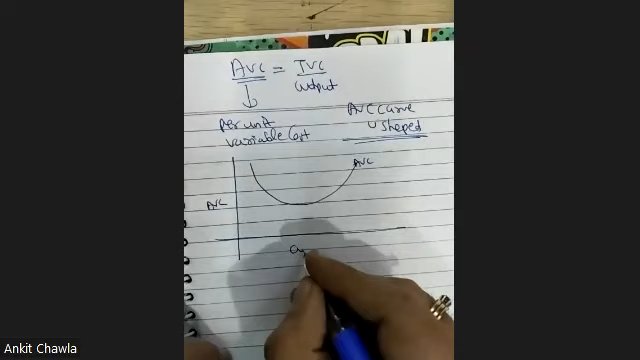 AVC = TVC
output
Per unit
variable Cost
AVC Curve
U Shaped
AVC
AVC
Ankit Chawla